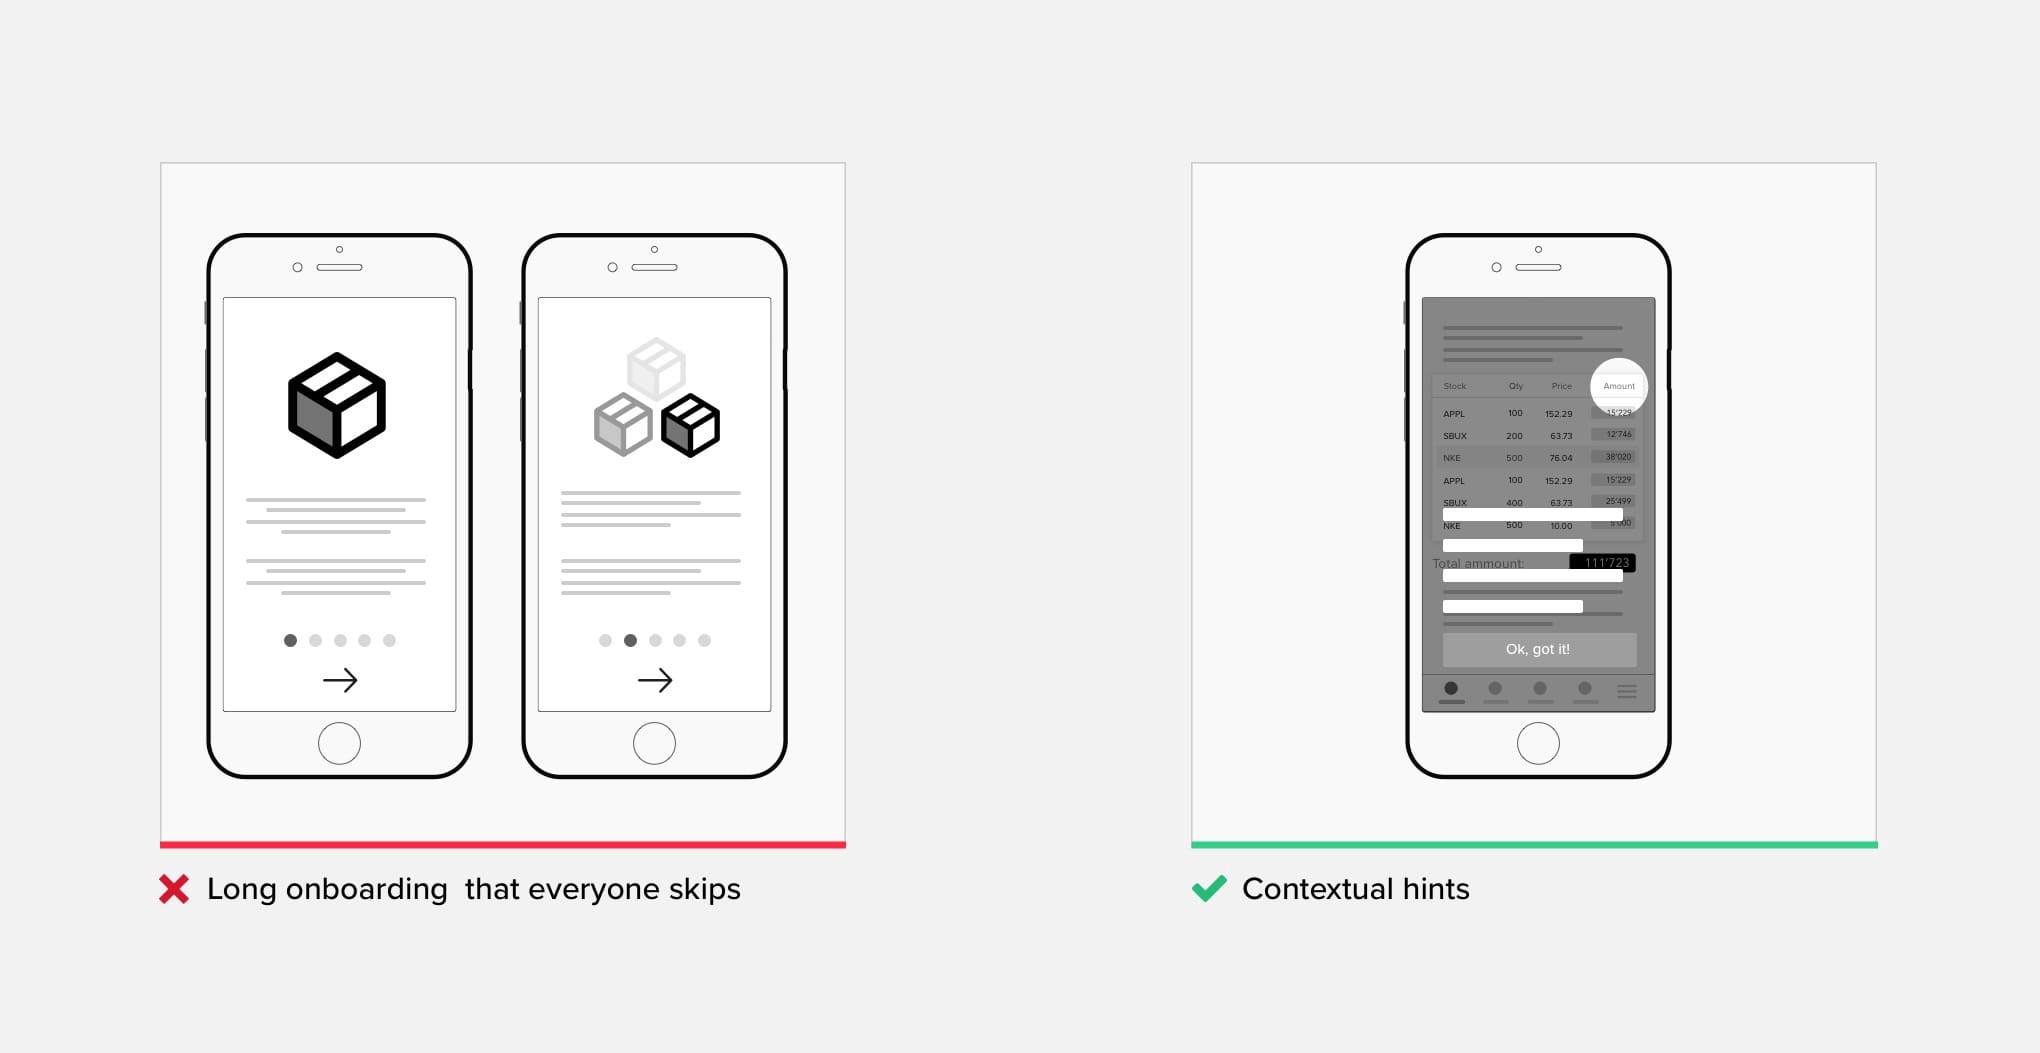 Stock Qty Price Amount
APPL 100 152.29 15'229
SBUX 200 63.73 12'746
NKE 500 76.04 38'020
APPL 100 152.29 15'229
SBUX 400 63.73 25'499
NKE 500 10.00 5'000
Total ammount: 111'723
Ok, got it!
Long onboarding that everyone skips
Contextual hints